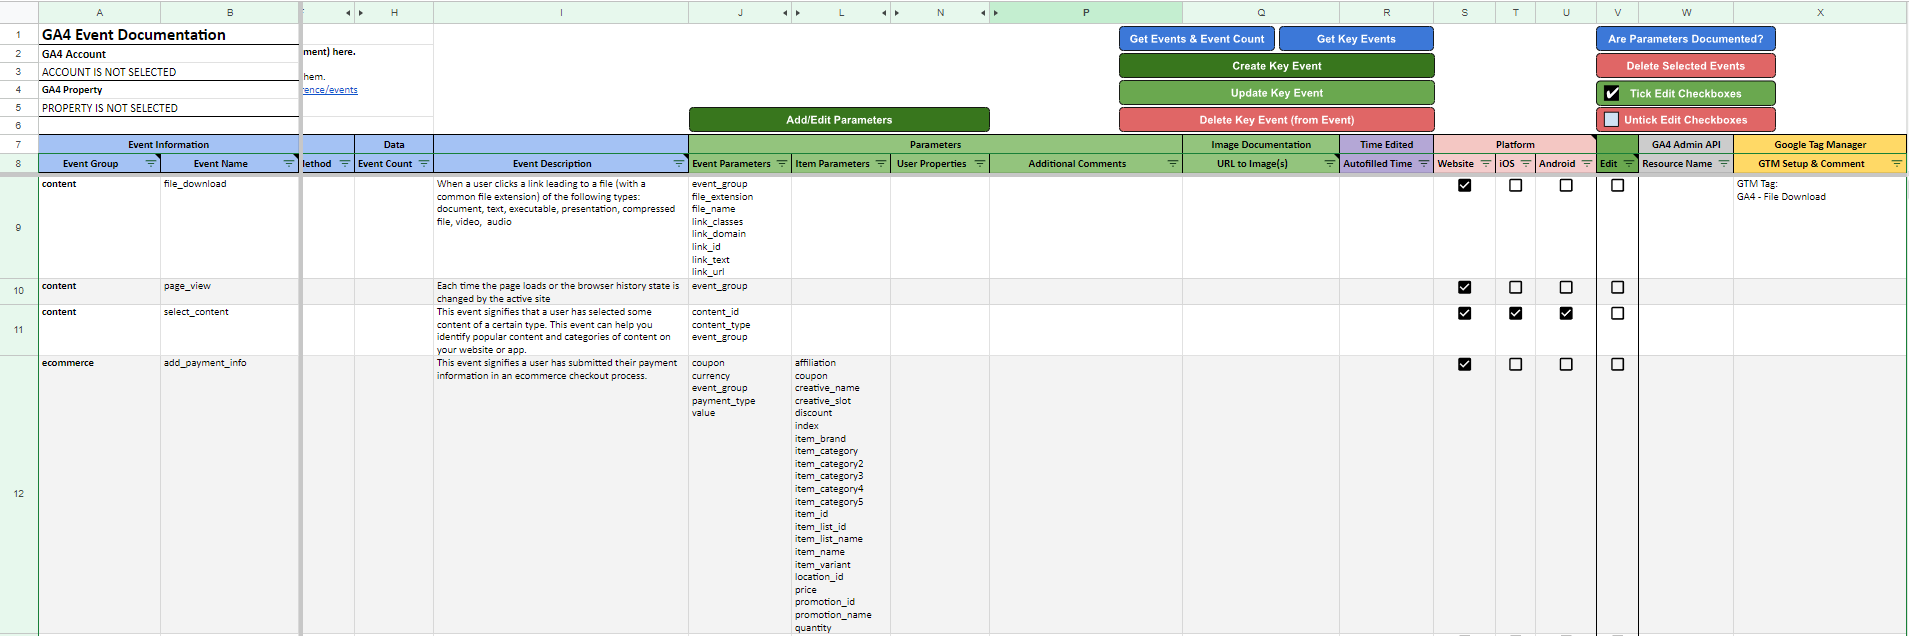 A B H I J L N P Q R S T U V W X
1 GA4 Event Documentation
Get Events & Event Count Get Key Events Are Parameters Documented?
2 GA4 Account ment) here.
Create Key Event Delete Selected Events
3 ACCOUNT IS NOT SELECTED hem.
4 GA4 Property rence/events
Update Key Event Tick Edit Checkboxes
5 PROPERTY IS NOT SELECTED
Add/Edit Parameters Delete Key Event (from Event) Untick Edit Checkboxes
6
7 Event Information Data Parameters Image Documentation Time Edited Platform GA4 Admin API Google Tag Manager
8 Event Group Event Name Method Event Count Event Description Event Parameters Item Parameters User Properties Additional Comments URL to Image(s) Autofilled Time Website iOS Android Edit Resource Name GTM Setup & Comment
9 content file_download When a user clicks a link leading to a file (with a event_group GTM Tag:
common file extension) of the following types: file_extension GA4 - File Download
document, text, executable, presentation, compressed file_name
file, video, audio link_classes
link_domain
link_id
link_text
link_url
10 content page_view Each time the page loads or the browser history state is event_group
changed by the active site
11 content select_content This event signifies that a user has selected some content_id
content of a certain type. This event can help you content_type
identify popular content and categories of content on event_group
your website or app.
12 ecommerce add_payment_info This event signifies a user has submitted their payment coupon affiliation
information in an ecommerce checkout process. currency coupon
event_group creative_name
payment_type creative_slot
value discount
index
item_brand
item_category
item_category2
item_category3
item_category4
item_category5
item_id
item_list_id
item_list_name
item_name
item_variant
location_id
price
promotion_id
promotion_name
quantity